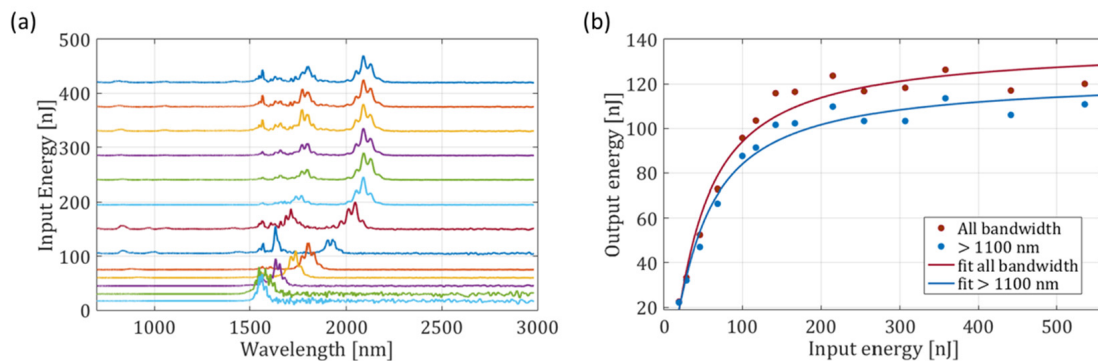 (a)
Input Energy [nJ]
500
400
300
200
100
0
1000
1500
2000
2500
3000
Wavelength [nm]
(b)
Output energy [nJ]
140
120
100
80
60
40
20
0
100
200
300
400
500
Input energy [nJ]
All bandwidth
> 1100 nm
fit all bandwidth
fit > 1100 nm